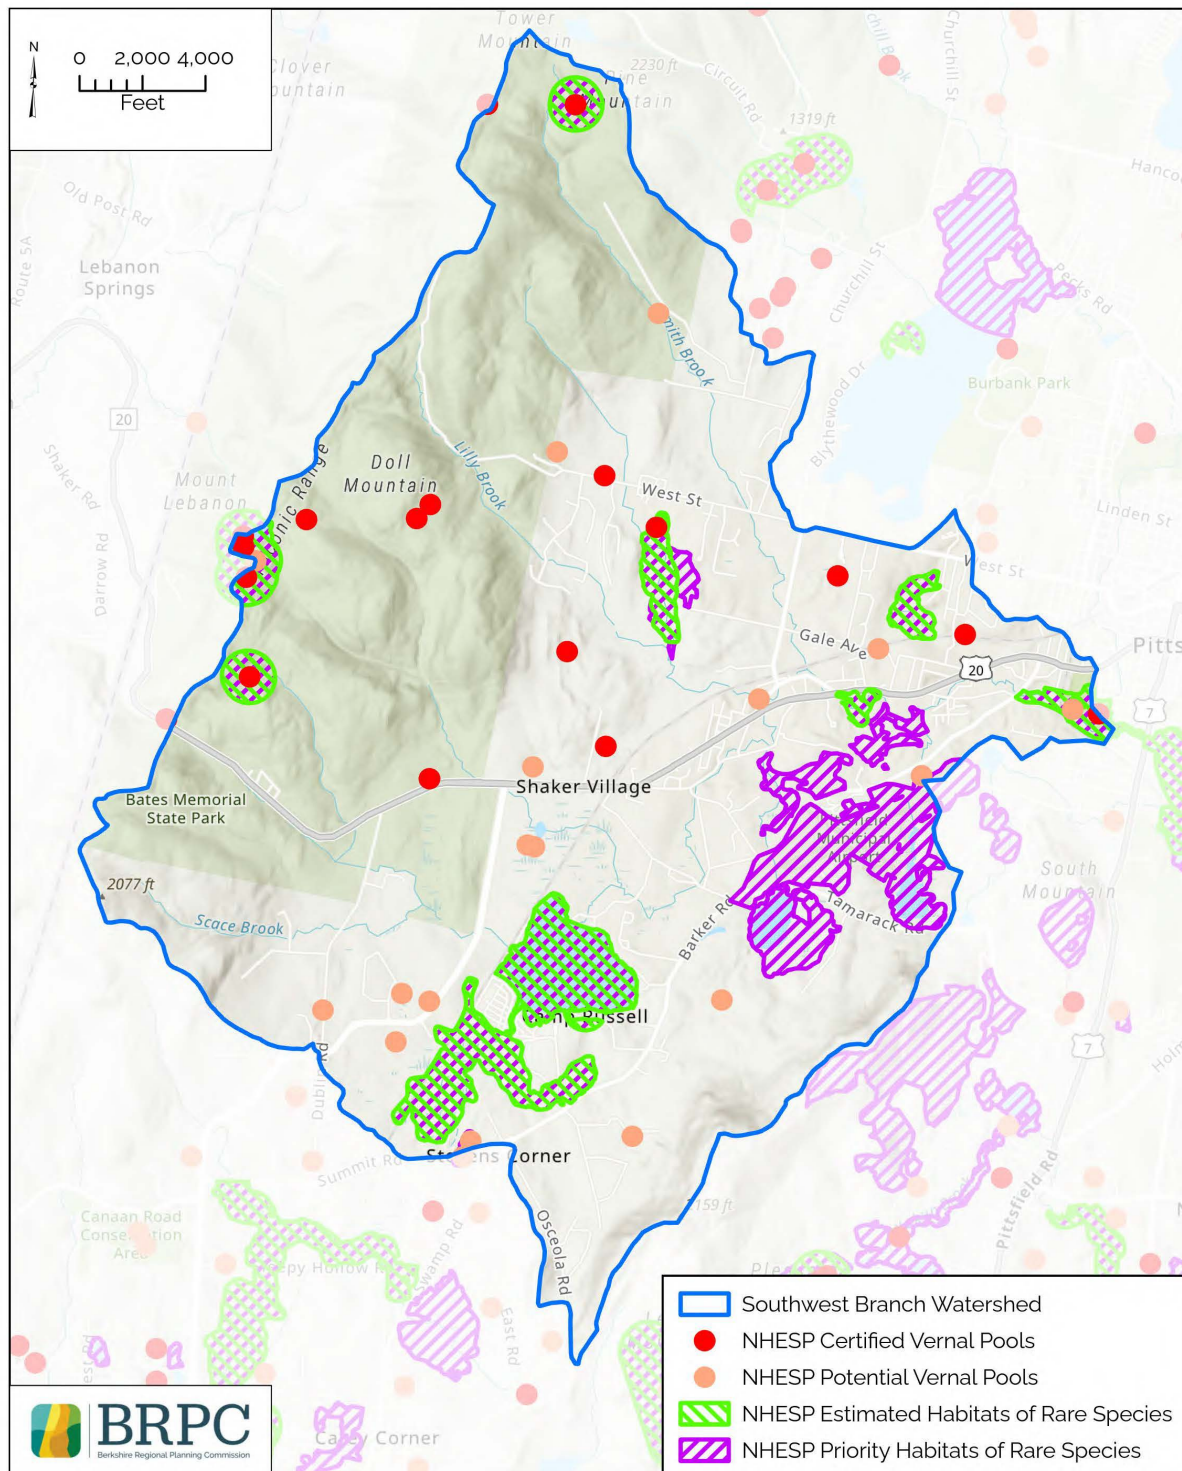 N
0 2,000 4,000
Feet
Tower
Mountain
Clover
2230 ft
Pine
Mountain
Circuit Rd
Churchill St
1319 ft
Hancoc
Old Post Rd
Route 5A
Lebanon
Springs
Churchill St
Pecks Rd
Smith Brook
Blythewood Dr
Burbank Park
20
Shaker Rd
Mount
Lebanon
Doll
Mountain
Lilly Brook
West St
Linden St
Darrow Rd
West St
Gale Ave
20
Pitts
7
Shaker Village
Bates Memorial
State Park
Pittsfield
Municipal
Airport
2077 ft
South
Mountain
Scace Brook
Barker Rd
Tamarack Rd
Camp Russell
7
Dublin Rd
Summit Rd
Stevens Corner
Pittsfield Rd
1159 ft
Canaan Road
Conservation
Area
Osceola Rd
Swamp Rd
East Rd
Southwest Branch Watershed
NHESP Certified Vernal Pools
NHESP Potential Vernal Pools
NHESP Estimated Habitats of Rare Species
NHESP Priority Habitats of Rare Species
BRPC
Berkshire Regional Planning Commission